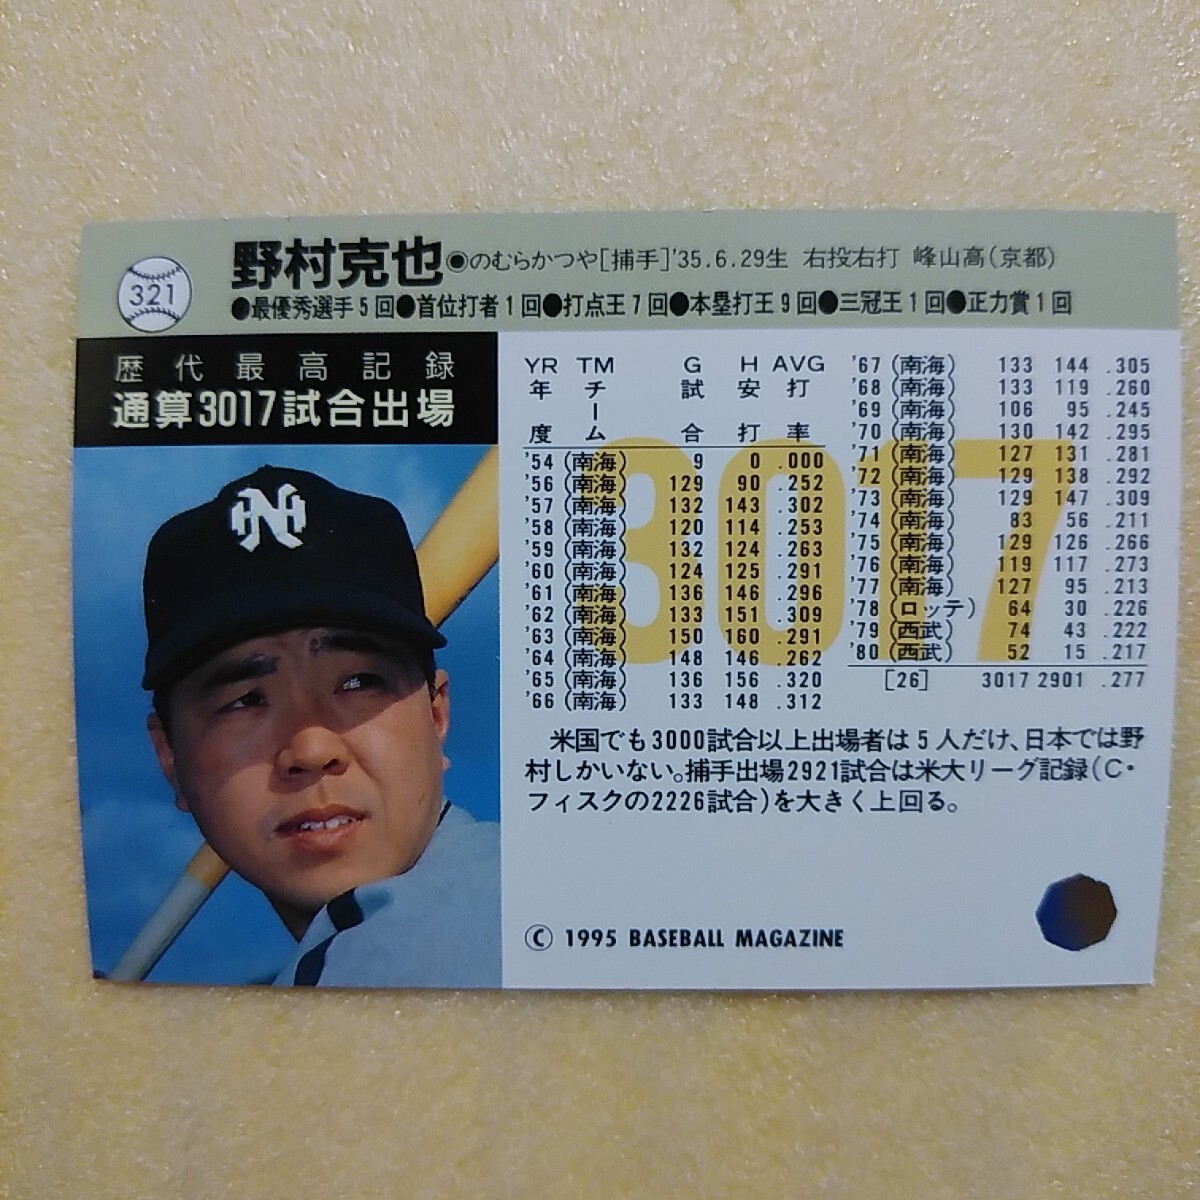 321
野村克也 ◉のむらかつや[捕手]'35.6.29生 右投右打 峰山高(京都)
●最優秀選手5回●首位打者1回●打点王7回●本塁打王9回●三冠王1回●正力賞1回
歴代最高記録
通算3017試合出場
NH
3017
YR年度 TMチーム G試合 H安打 AVG打率
'54(南海) 9 0 .000
'56(南海) 129 90 .252
'57(南海) 132 143 .302
'58(南海) 120 114 .253
'59(南海) 132 124 .263
'60(南海) 124 125 .291
'61(南海) 136 146 .296
'62(南海) 133 151 .309
'63(南海) 150 160 .291
'64(南海) 148 146 .262
'65(南海) 136 156 .320
'66(南海) 133 148 .312
'67(南海) 133 144 .305
'68(南海) 133 119 .260
'69(南海) 106 95 .245
'70(南海) 130 142 .295
'71(南海) 127 131 .281
'72(南海) 129 138 .292
'73(南海) 129 147 .309
'74(南海) 83 56 .211
'75(南海) 129 126 .266
'76(南海) 119 117 .273
'77(南海) 127 95 .213
'78(ロッテ) 64 30 .226
'79(西武) 74 43 .222
'80(西武) 52 15 .217
[26] 3017 2901 .277
米国でも3000試合以上出場者は5人だけ、日本では野
村しかいない。捕手出場2921試合は米大リーグ記録(C・
フィスクの2226試合)を大きく上回る。
© 1995 BASEBALL MAGAZINE